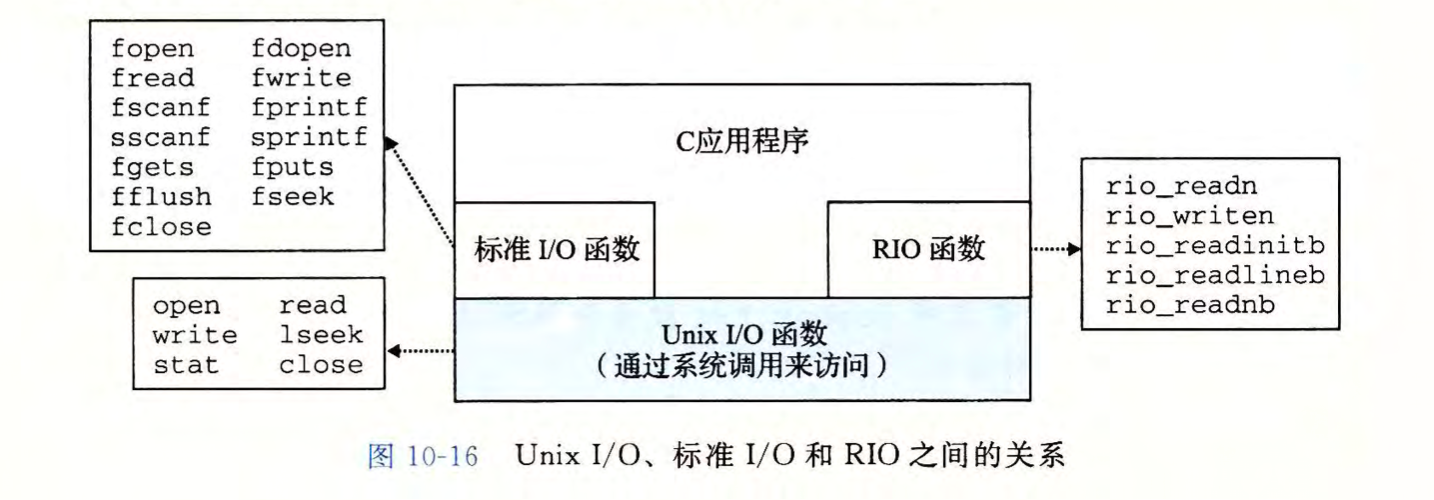 fopen fdopen
fread fwrite
fscanf fprintf
sscanf sprintf
fgets fputs
fflush fseek
fclose
open read
write lseek
stat close
C应用程序
标准 I/O 函数
RIO 函数
Unix I/O 函数
（通过系统调用来访问）
rio_readn
rio_writen
rio_readinitb
rio_readlineb
rio_readnb
图 10-16 Unix I/O、标准 I/O 和 RIO 之间的关系